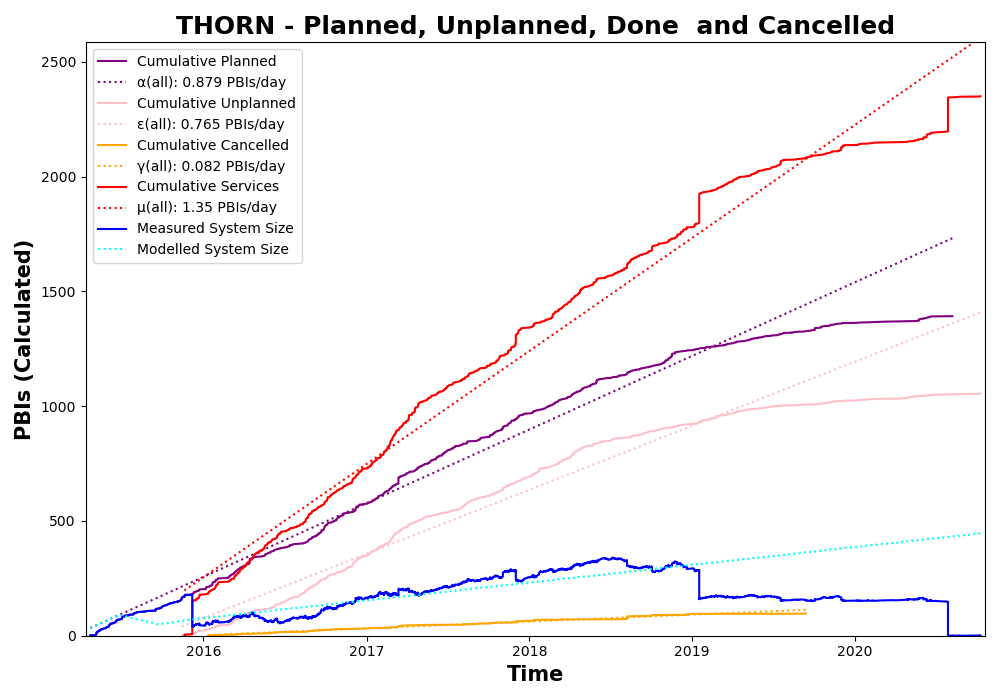 THORN - Planned, Unplanned, Done  and Cancelled
2500
2000
1500
1000
500
0
PBIs (Calculated)
Cumulative Planned
α(all): 0.879 PBIs/day
Cumulative Unplanned
ε(all): 0.765 PBIs/day
Cumulative Cancelled
γ(all): 0.082 PBIs/day
Cumulative Services
μ(all): 1.35 PBIs/day
Measured System Size
Modelled System Size
2016 2017 2018 2019 2020
Time